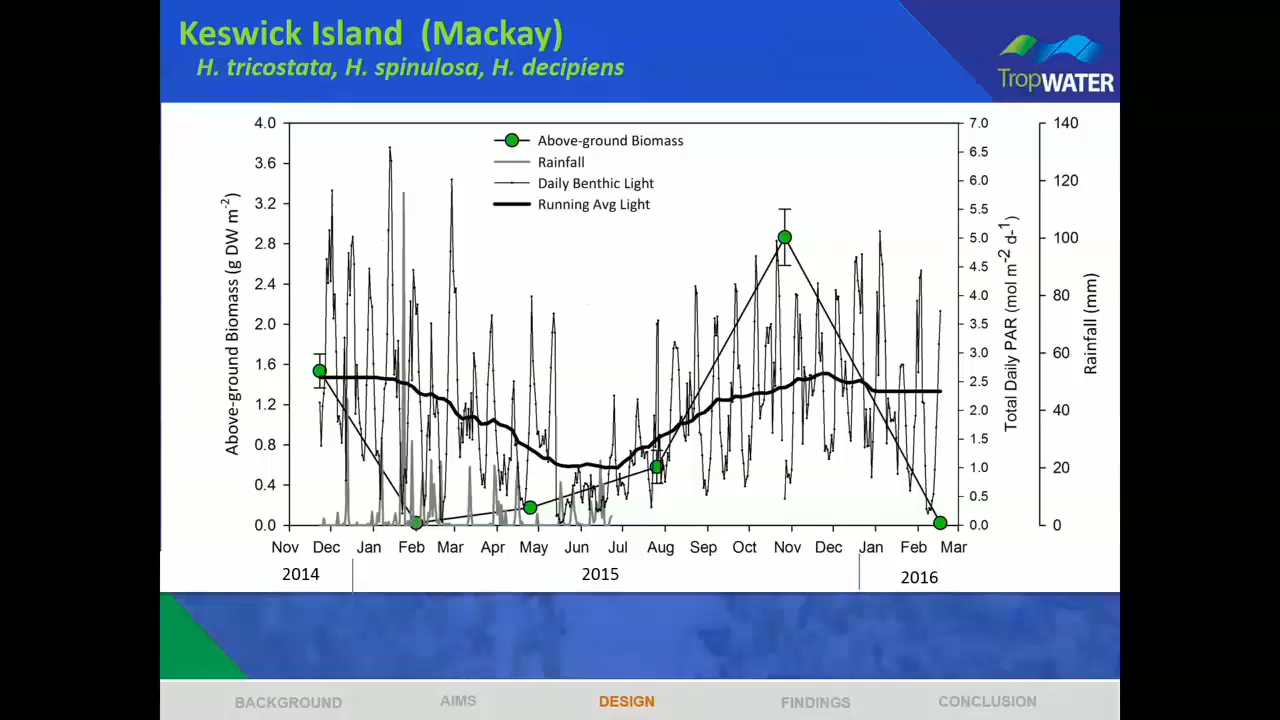 Keswick Island (Mackay)
H. tricostata, H. spinulosa, H. decipiens
TropWATER
Above-ground Biomass
Rainfall
Daily Benthic Light
Running Avg Light
Above-ground Biomass (g DW m-2)
4.0
3.6
3.2
2.8
2.4
2.0
1.6
1.2
0.8
0.4
0.0
7.0
6.5
6.0
5.5
5.0
4.5
4.0
3.5
3.0
2.5
2.0
1.5
1.0
0.5
0.0
Total Daily PAR (mol m-2 d-1)
140
120
100
80
60
40
20
0
Rainfall (mm)
Nov Dec Jan Feb Mar Apr May Jun Jul Aug Sep Oct Nov Dec Jan Feb Mar
2014 2015 2016
BACKGROUND AIMS DESIGN FINDINGS CONCLUSION